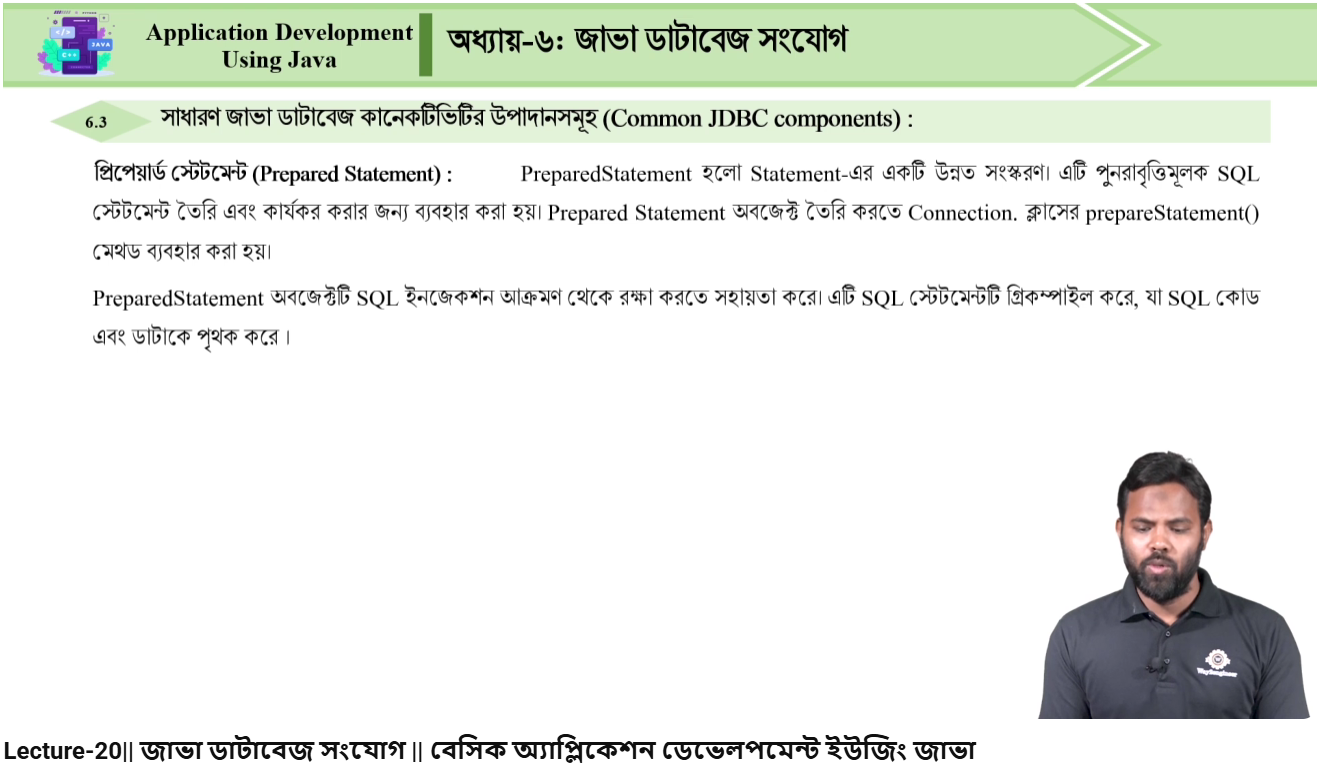 Application Development
Using Java
অধ্যায়-৬: জাভা ডাটাবেজ সংযোগ
</>
JAVA
C++
6.3
সাধারণ জাভা ডাটাবেজ কানেকটিভিটির উপাদানসমূহ (Common JDBC components) :
প্রিপেয়ার্ড স্টেটমেন্ট (Prepared Statement) : PreparedStatement হলো Statement-এর একটি উন্নত সংস্করণ। এটি পুনরাবৃত্তিমূলক SQL
স্টেটমেন্ট তৈরি এবং কার্যকর করার জন্য ব্যবহার করা হয়। Prepared Statement অবজেক্ট তৈরি করতে Connection. ক্লাসের prepareStatement()
মেথড ব্যবহার করা হয়।
PreparedStatement অবজেক্টটি SQL ইনজেকশন আক্রমণ থেকে রক্ষা করতে সহায়তা করে। এটি SQL স্টেটমেন্টটি প্রিকম্পাইল করে, যা SQL কোড
এবং ডাটাকে পৃথক করে।
Lecture-20|| জাভা ডাটাবেজ সংযোগ || বেসিক অ্যাপ্লিকেশন ডেভেলপমেন্ট ইউজিং জাভা